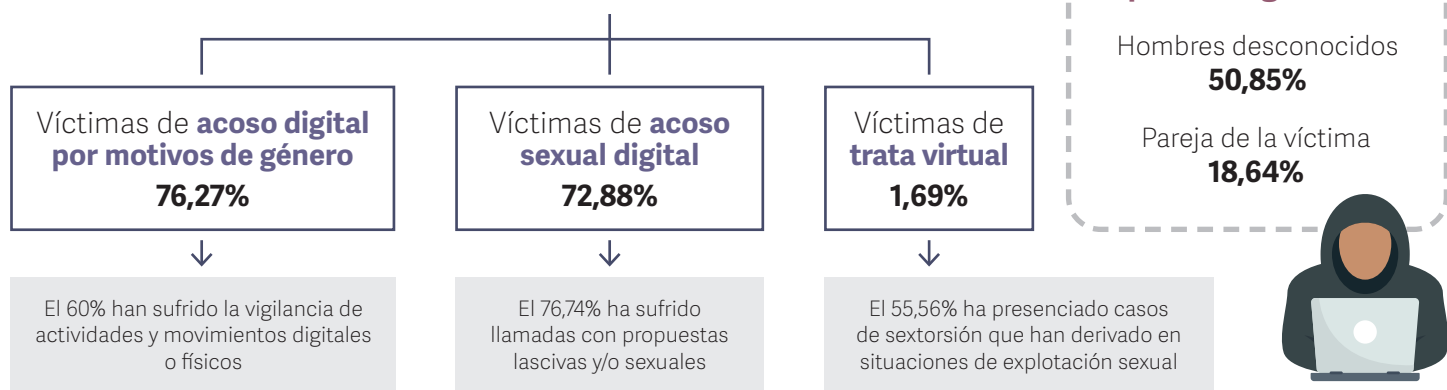 Hombres desconocidos
50,85%
Pareja de la víctima
18,64%
Víctimas de acoso digital
por motivos de género
76,27%
Víctimas de acoso
sexual digital
72,88%
Víctimas de
trata virtual
1,69%
El 60% han sufrido la vigilancia de
actividades y movimientos digitales
o físicos
El 76,74% ha sufrido
llamadas con propuestas
lascivas y/o sexuales
El 55,56% ha presenciado casos
de sextorsión que han derivado en
situaciones de explotación sexual